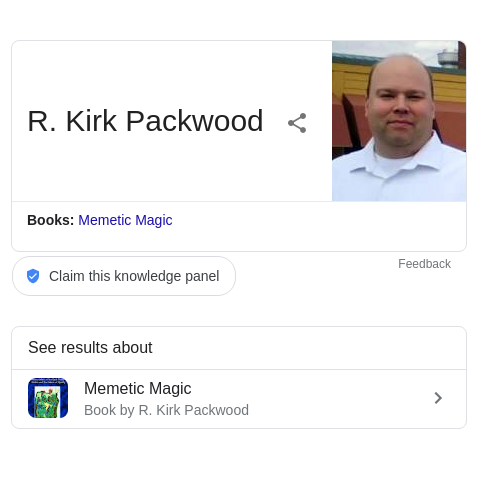 R. Kirk Packwood
Books: Memetic Magic
Feedback
Claim this knowledge panel
See results about
Memetic Magic
Book by R. Kirk Packwood